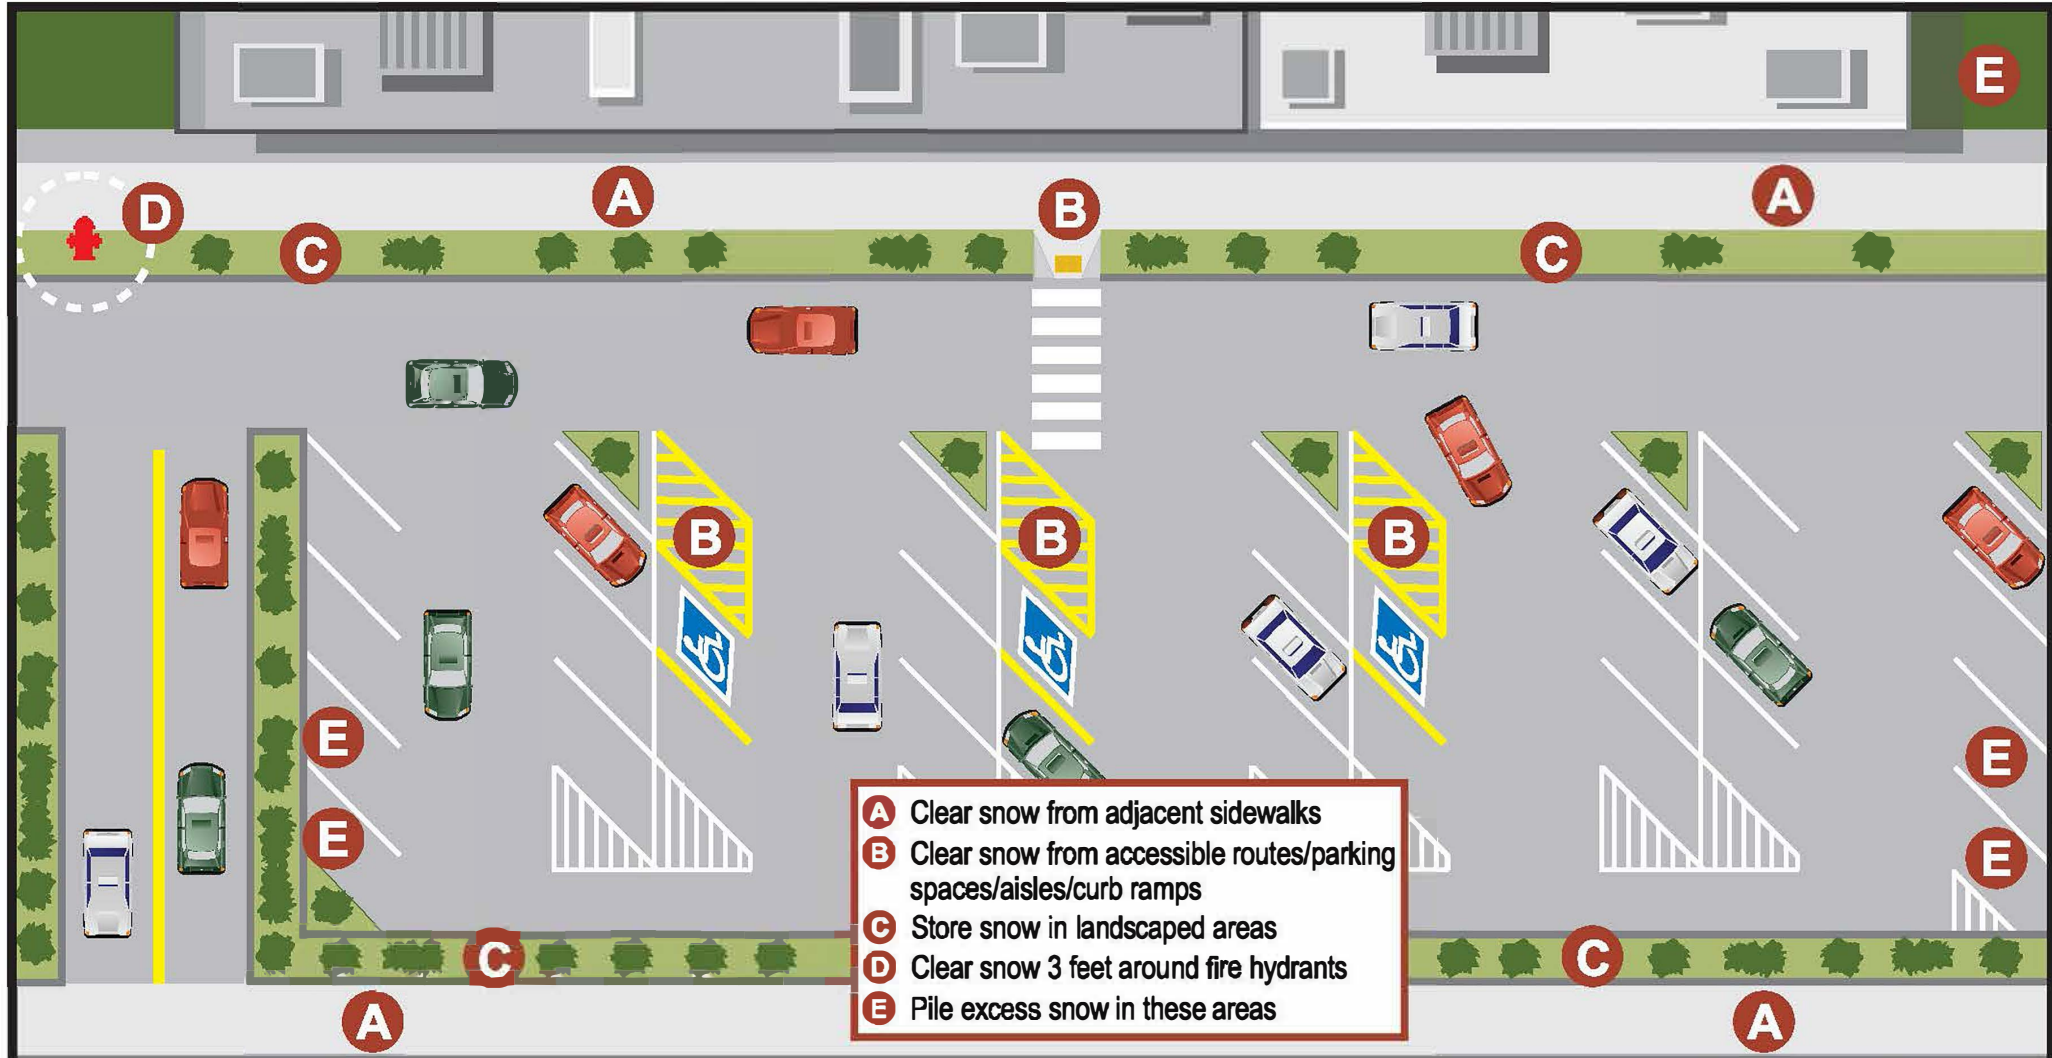 E
A
A
D
B
C
C
B
B
B
E
E
E
E
A Clear snow from adjacent sidewalks
B Clear snow from accessible routes/parking
spaces/aisles/curb ramps
C Store snow in landscaped areas
D Clear snow 3 feet around fire hydrants
E Pile excess snow in these areas
C
C
A
A